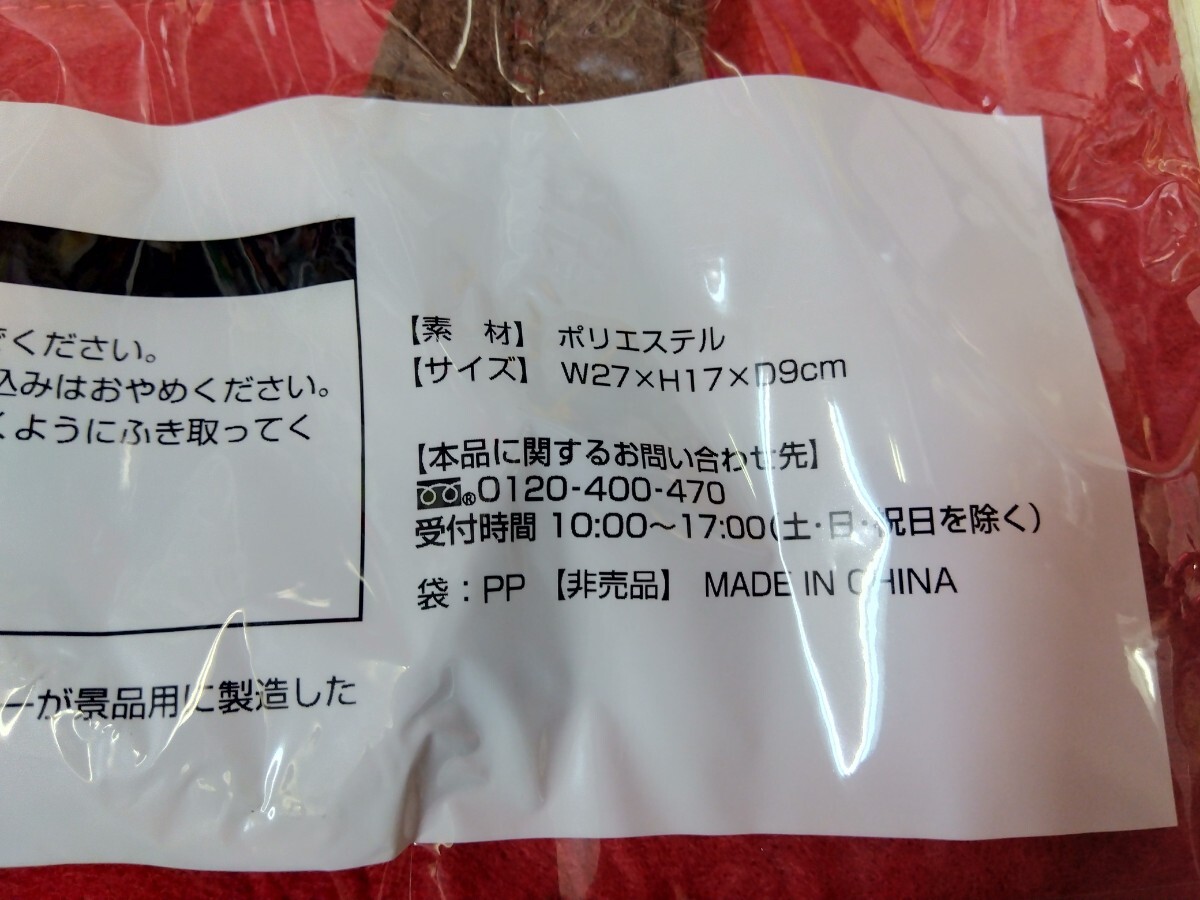 でください。
込みはおやめください。
くようにふき取ってく
【素　材】 ポリエステル
【サイズ】 W27×H17×D9cm
【本品に関するお問い合わせ先】
®0120-400-470
受付時間 10:00～17:00(土・日・祝日を除く)
袋：PP 【非売品】 MADE IN CHINA
ーが景品用に製造した